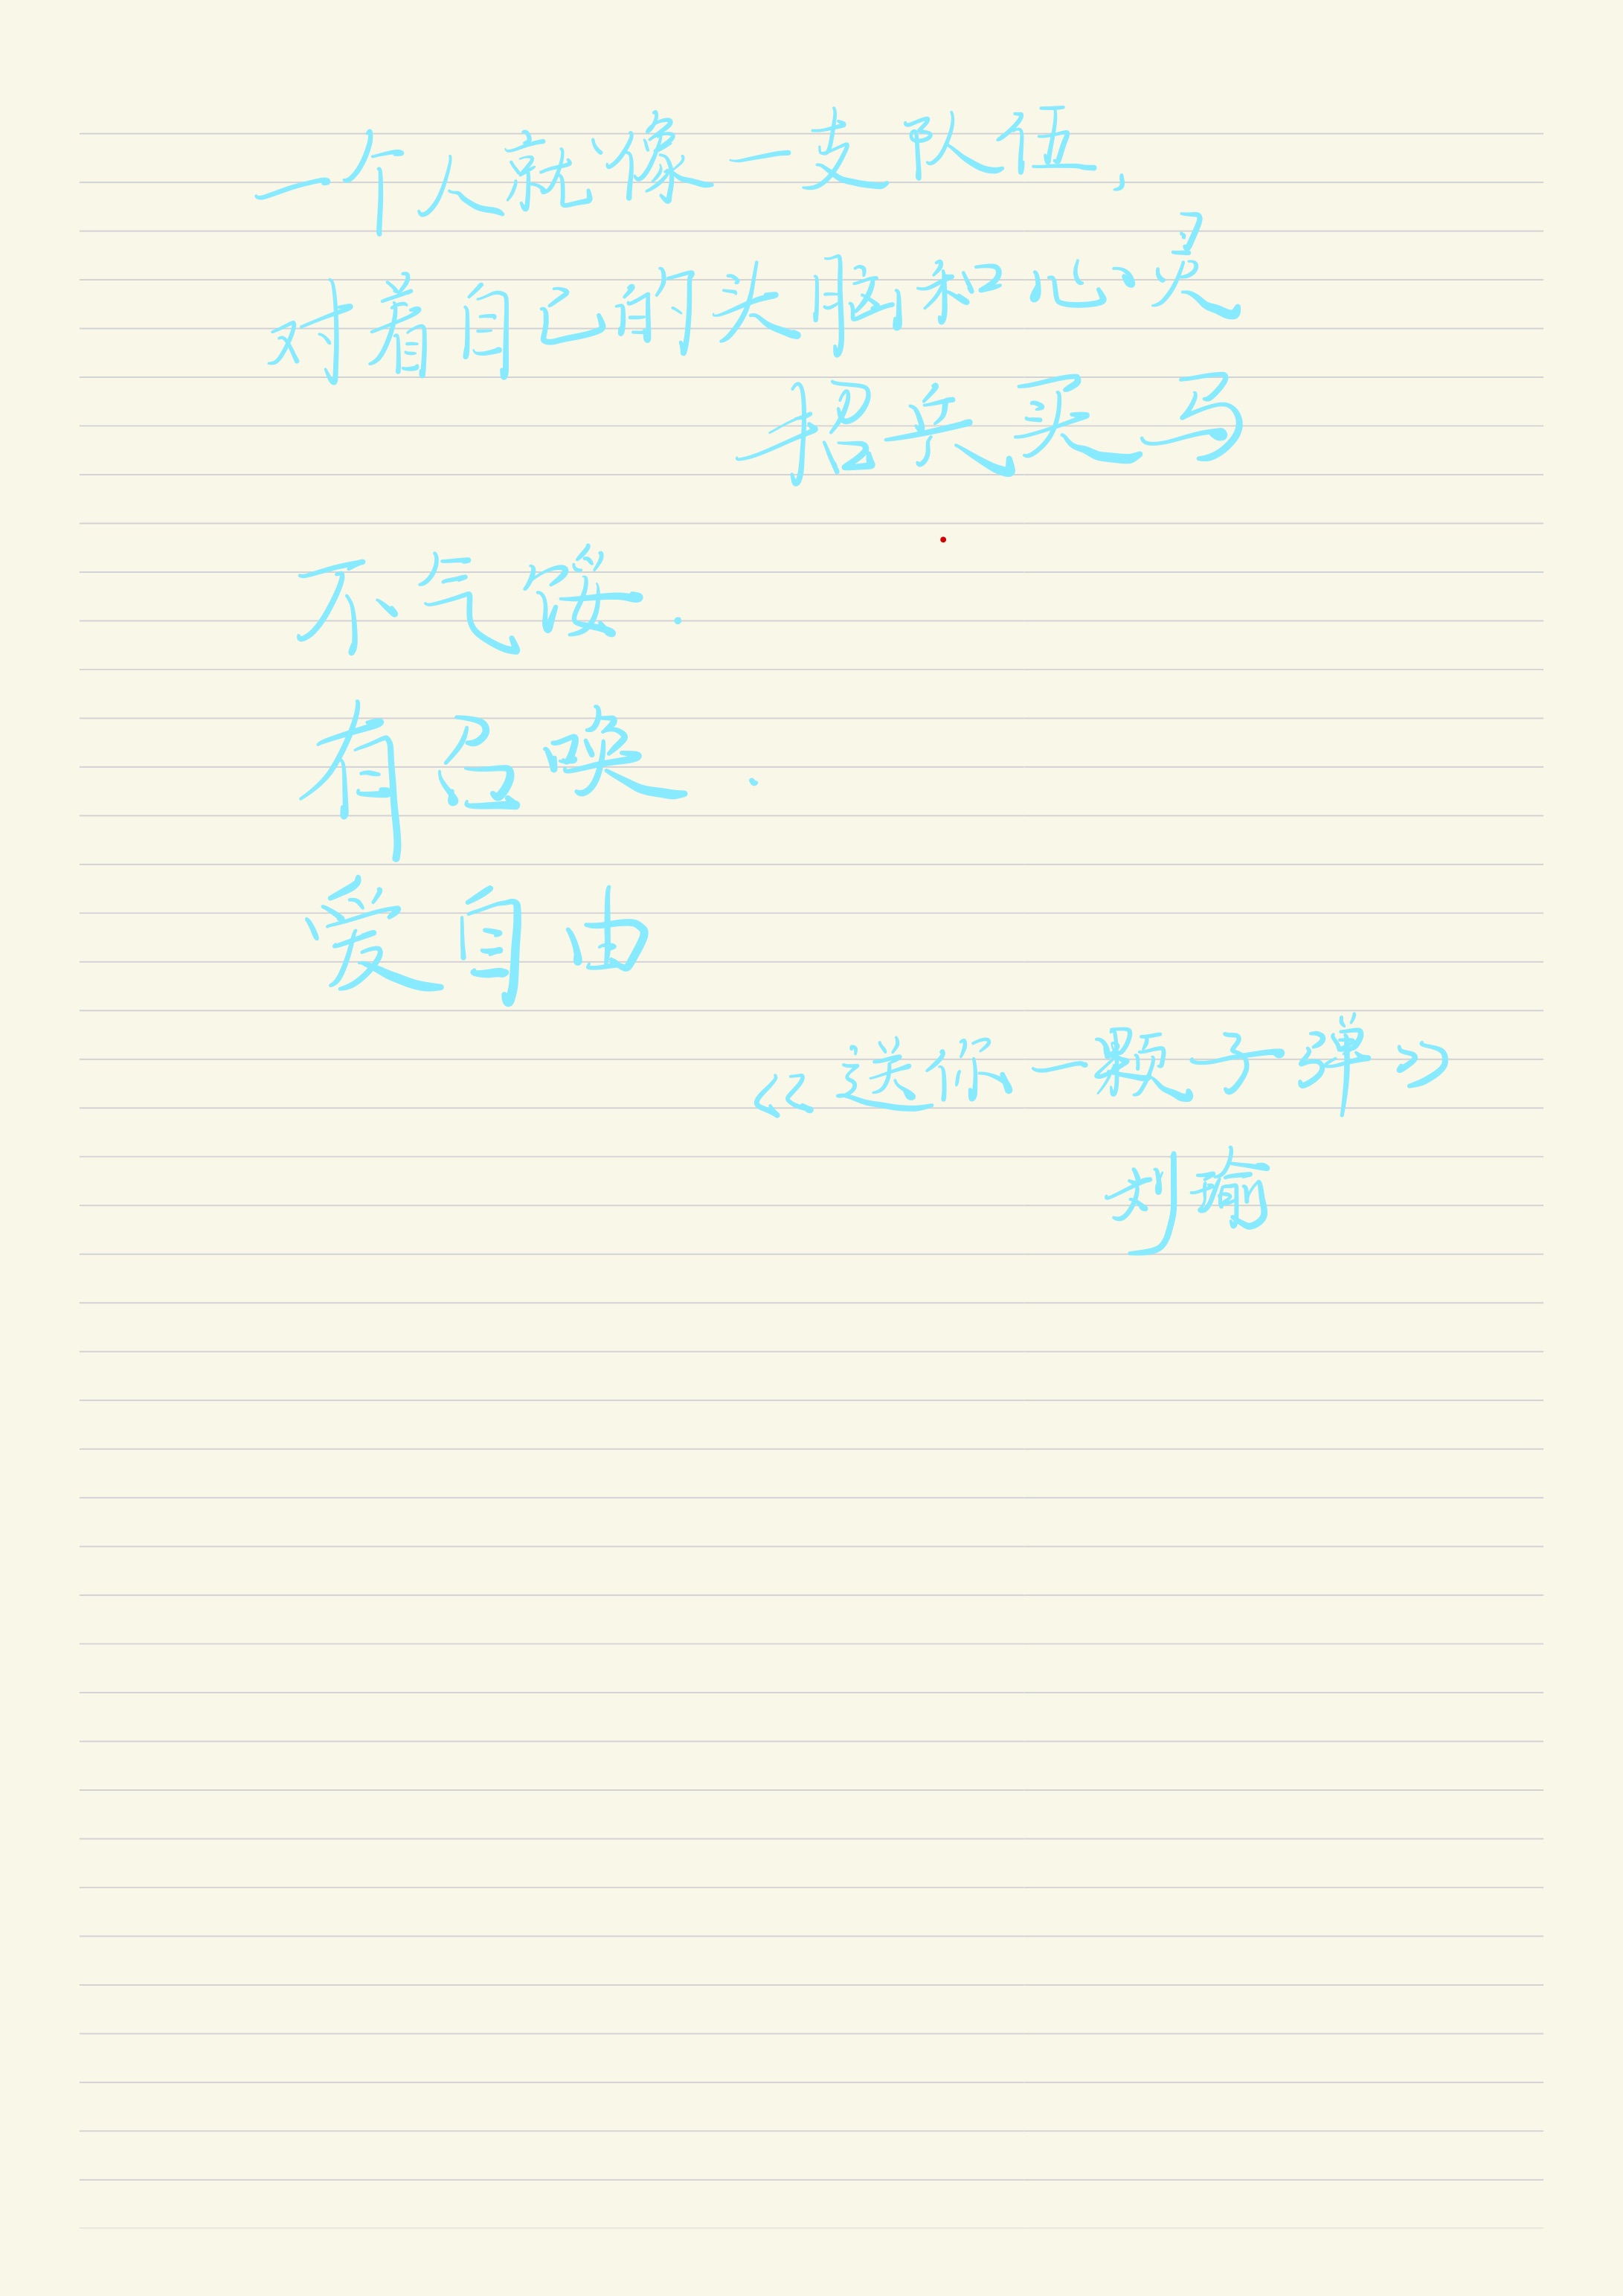 一个人就像一支队伍，
对着自己的头脑和心灵
招兵买马
不气馁.
有召唤.
爱自由
《送你一颗子弹》
刘瑜